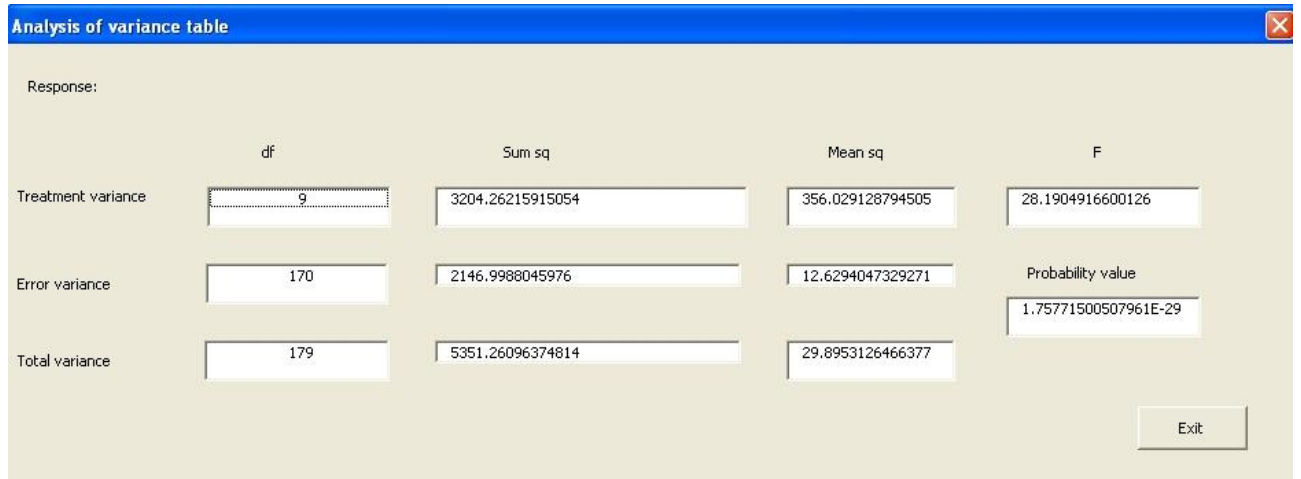 Analysis of variance table
Response:
df Sum sq Mean sq F
Treatment variance 9 3204.26215915054 356.029128794505 28.1904916600126
Error variance 170 2146.9988045976 12.6294047329271 Probability value
1.75771500507961E-29
Total variance 179 5351.26096374814 29.8953126466377
Exit